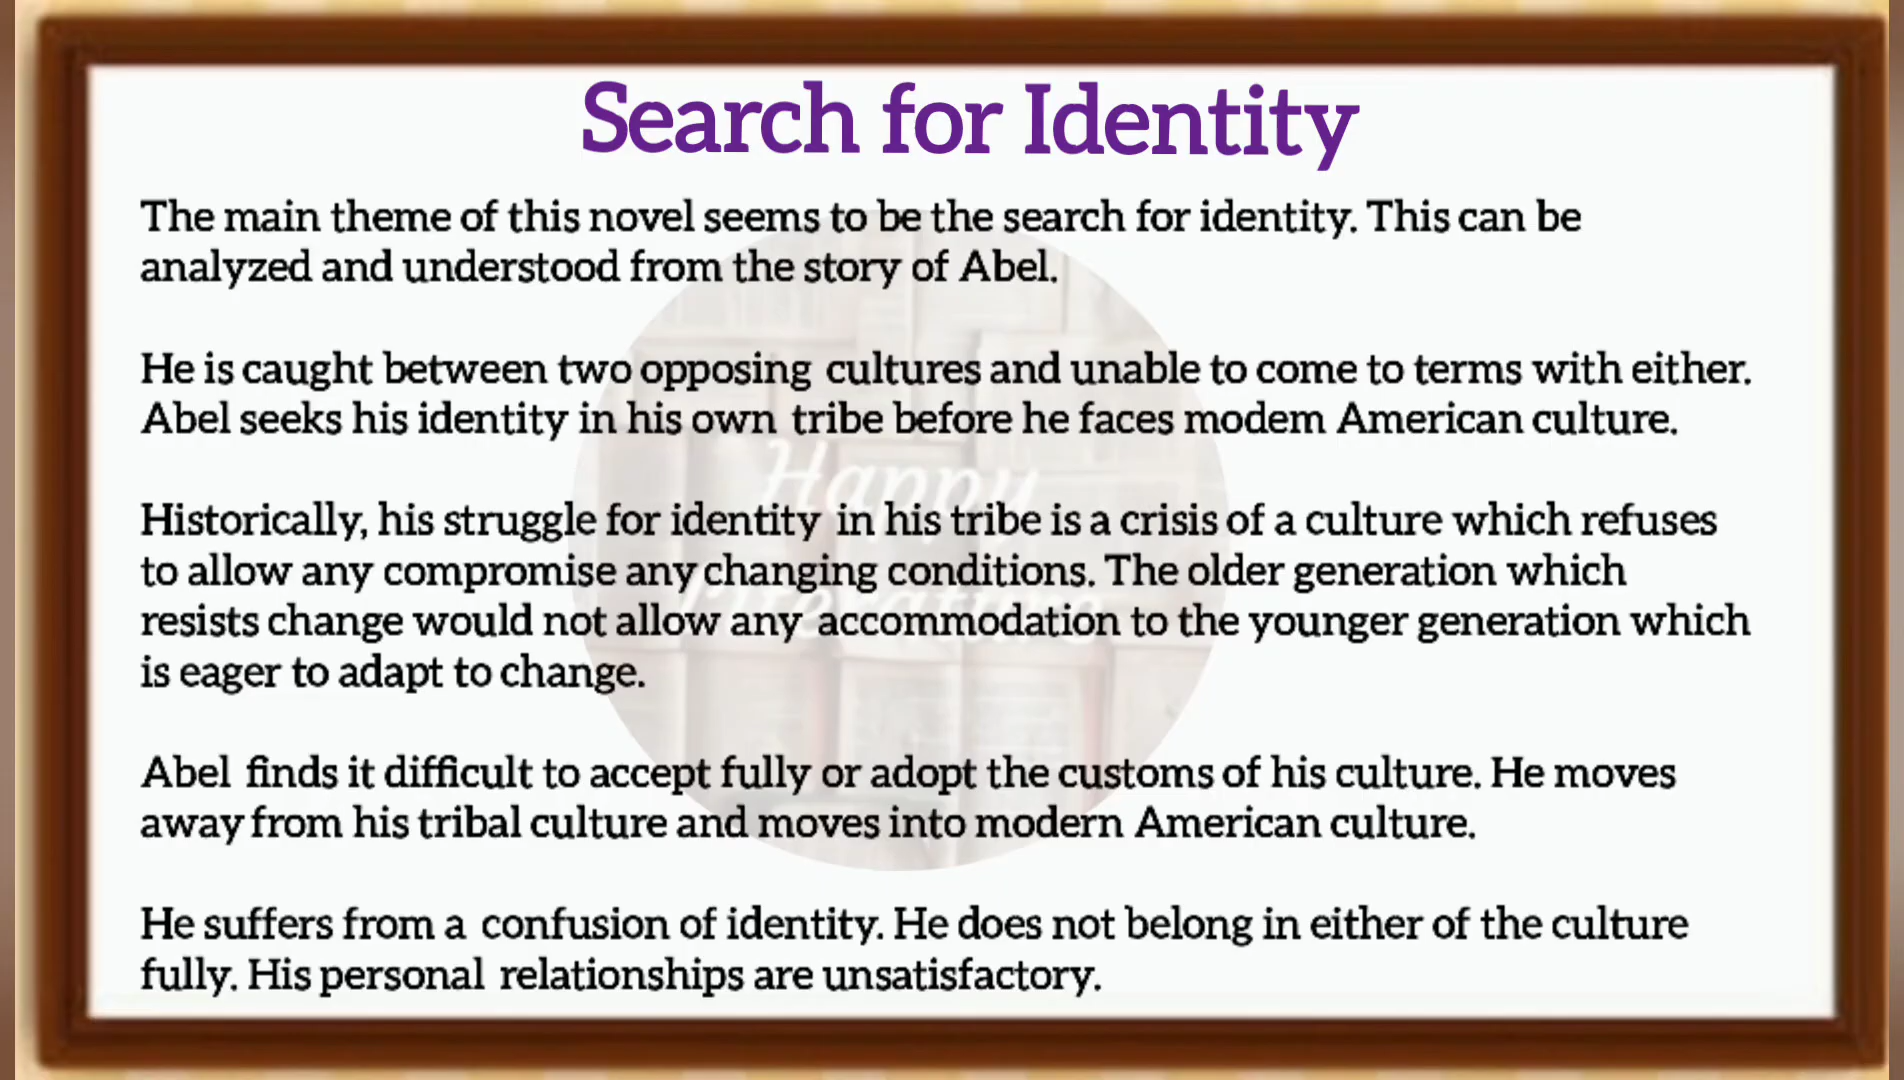 Search for Identity
The main theme of this novel seems to be the search for identity. This can be
analyzed and understood from the story of Abel.
He is caught between two opposing cultures and unable to come to terms with either.
Abel seeks his identity in his own tribe before he faces modem American culture.
Historically, his struggle for identity in his tribe is a crisis of a culture which refuses
to allow any compromise any changing conditions. The older generation which
resists change would not allow any accommodation to the younger generation which
is eager to adapt to change.
Abel finds it difficult to accept fully or adopt the customs of his culture. He moves
away from his tribal culture and moves into modern American culture.
He suffers from a confusion of identity. He does not belong in either of the culture
fully. His personal relationships are unsatisfactory.
Happy
Literature